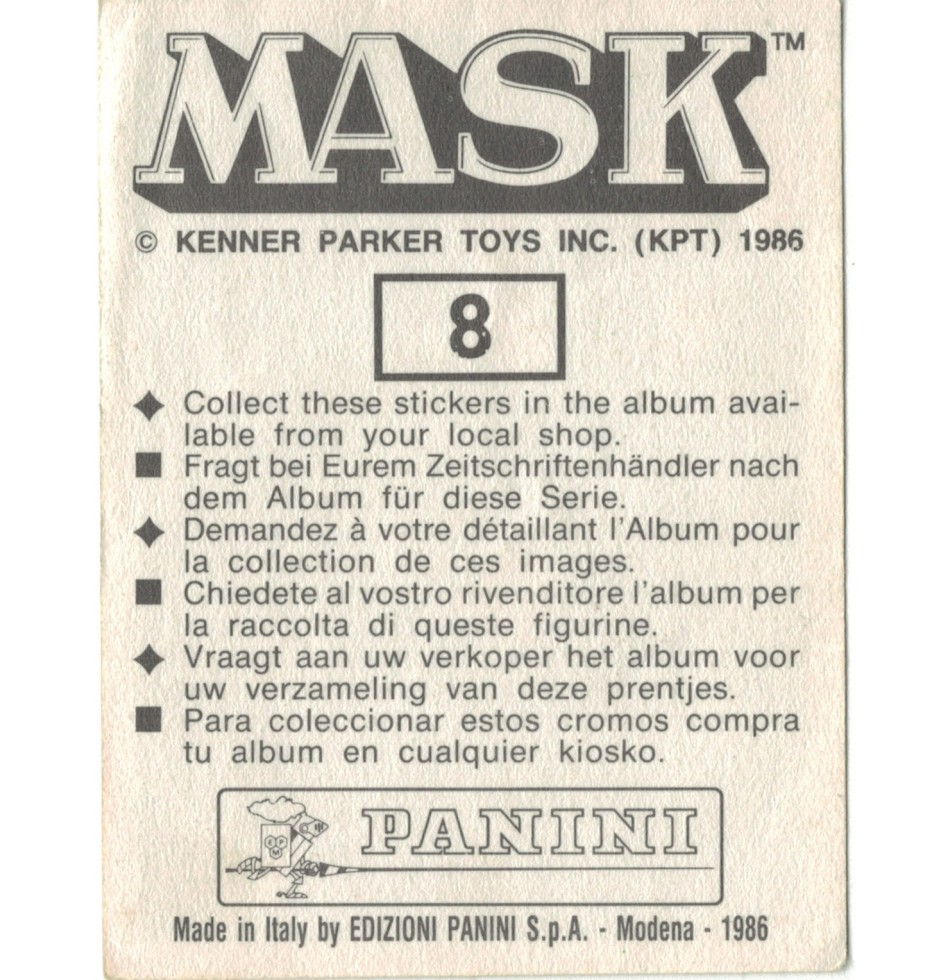 MASK™
© KENNER PARKER TOYS INC. (KPT) 1986
8
◆ Collect these stickers in the album avai-
lable from your local shop.
■ Fragt bei Eurem Zeitschriftenhändler nach
dem Album für diese Serie.
◆ Demandez à votre détaillant l'Album pour
la collection de ces images.
■ Chiedete al vostro rivenditore l'album per
la raccolta di queste figurine.
◆ Vraagt aan uw verkoper het album voor
uw verzameling van deze prentjes.
■ Para coleccionar estos cromos compra
tu album en cualquier kiosko.
PANINI
Made in Italy by EDIZIONI PANINI S.p.A. - Modena - 1986